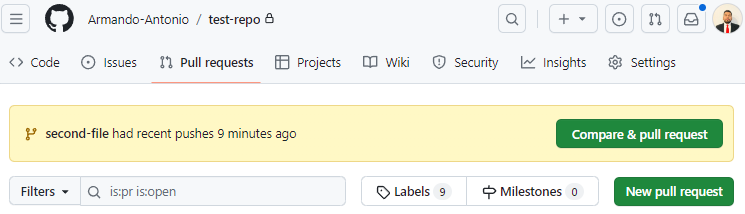 Armando-Antonio / test-repo
Code Issues Pull requests Projects Wiki Security Insights Settings
second-file had recent pushes 9 minutes ago Compare & pull request
Filters is:pr is:open Labels 9 Milestones 0 New pull request